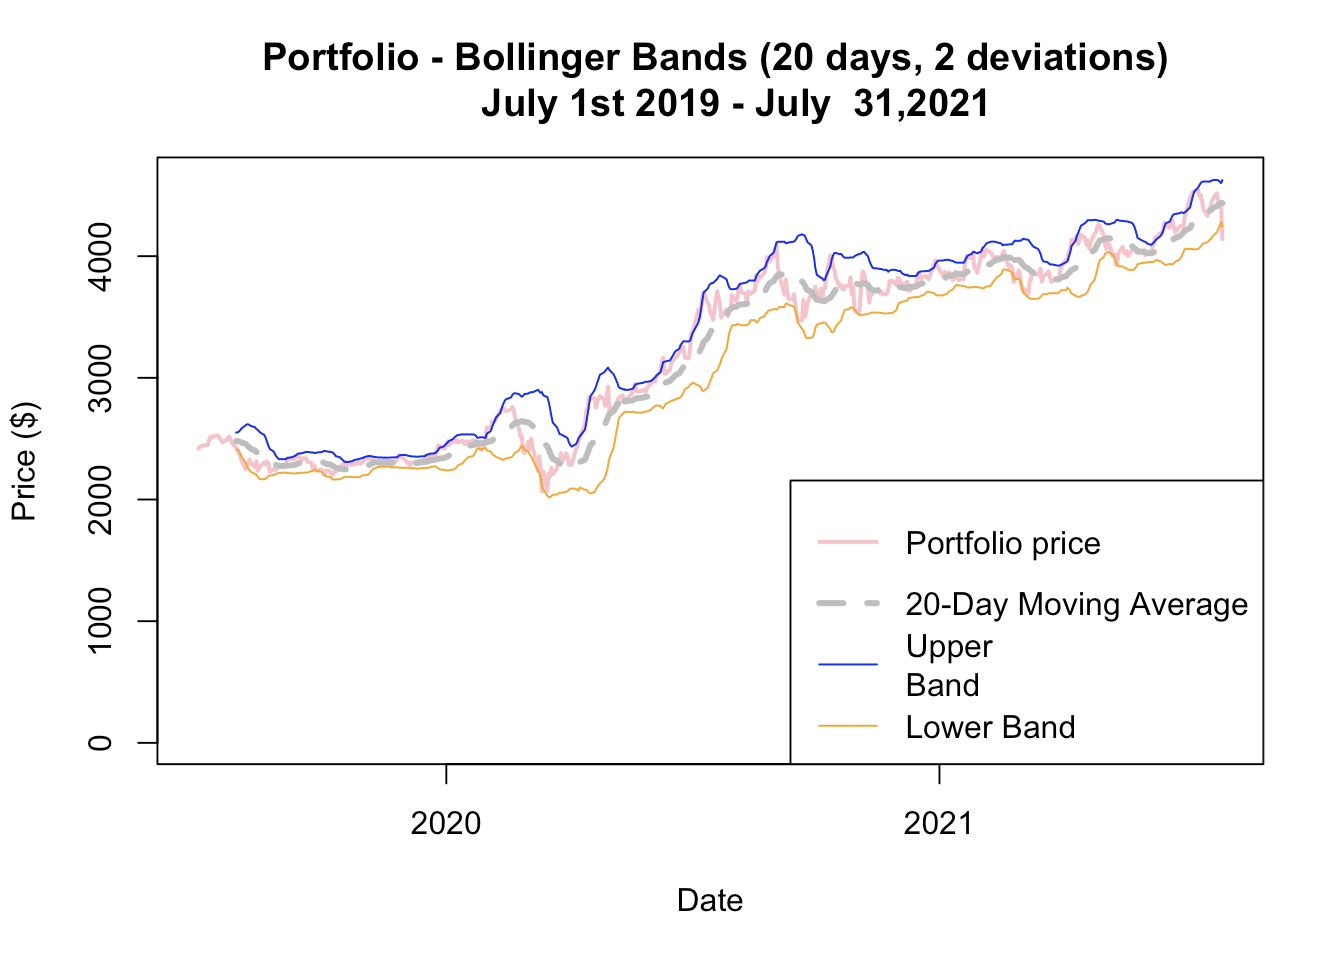 Portfolio - Bollinger Bands (20 days, 2 deviations)
July 1st 2019 - July  31,2021
Price ($)
4000
3000
2000
1000
0
Portfolio price
20-Day Moving Average
Upper
Band
Lower Band
2020
2021
Date